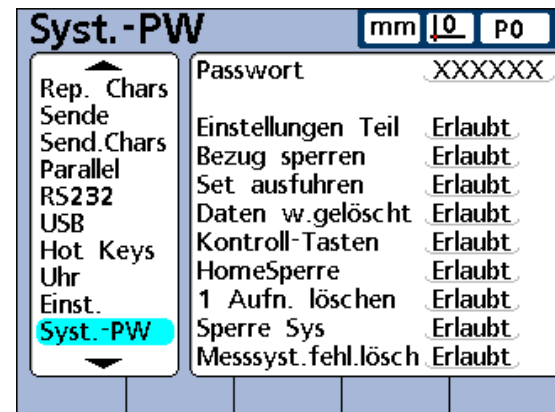 Syst.-PW
mm 0 P0
Rep. Chars
Sende
Send.Chars
Parallel
RS232
USB
Hot Keys
Uhr
Einst.
Syst.-PW
Passwort XXXXXX
Einstellungen Teil Erlaubt
Bezug sperren Erlaubt
Set ausfuhren Erlaubt
Daten w.gelöscht Erlaubt
Kontroll-Tasten Erlaubt
HomeSperre Erlaubt
1 Aufn. löschen Erlaubt
Sperre Sys Erlaubt
Messsyst.fehl.lösch Erlaubt